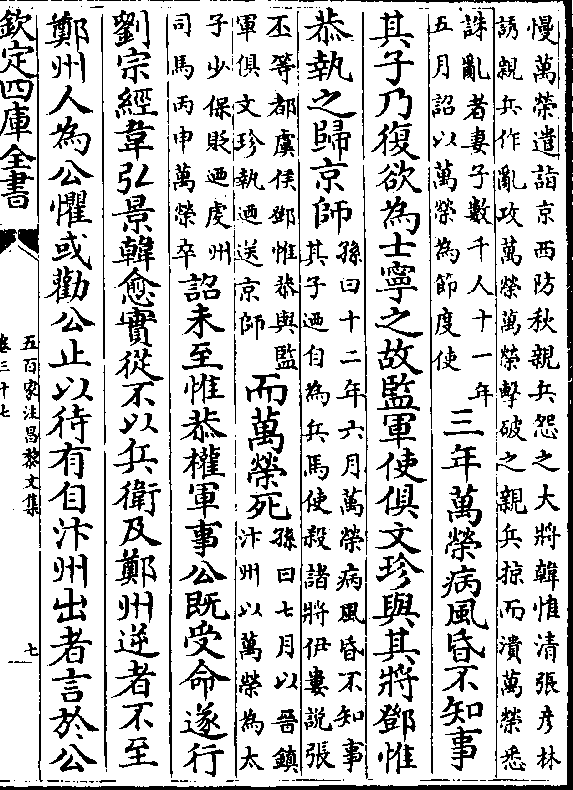 慢萬榮遣詣京西防秋親兵怨之大將韓惟清張彥林
誘親兵作亂攻萬榮萬榮擊破之親兵掠而潰萬榮悉
誅亂者妻子數千人十一年
五月詔以萬榮為節度使
三年萬榮病風昏不知事
其子乃復欲為士寧之故監軍使俱文珍與其將鄧惟
恭執之歸京師
孫曰十二年六月萬榮病風昏不知事
其子迺自為兵馬使殺諸將伊婁說張
丕等都虞侯鄧惟恭與監
軍俱文珍執迺送京師
而萬榮死
孫曰七月以晉鎮
汴州以萬榮為太
子少保貶迺虔州
司馬丙申萬榮卒
詔未至惟恭權軍事公既受命遂行
劉宗經韋弘景韓愈實從不以兵衛及鄭州逆者不至
鄭州人為公懼或勸公止以待有自汴州出者言於公
欽定四庫全書
五百家注昌黎文集
卷三十七
七